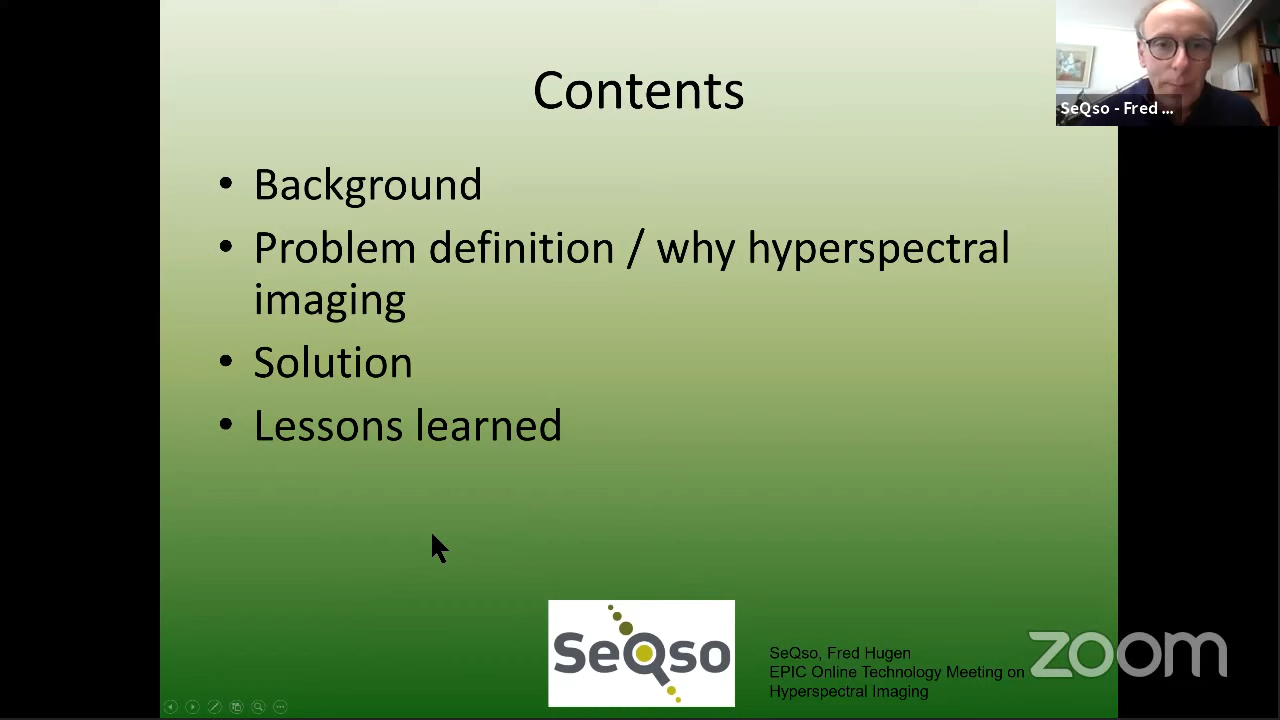 Contents
SeQso - Fred ...
• Background
• Problem definition / why hyperspectral
imaging
• Solution
• Lessons learned
SeQso
SeQso, Fred Hugen
EPIC Online Technology Meeting on
Hyperspectral Imaging
zoom